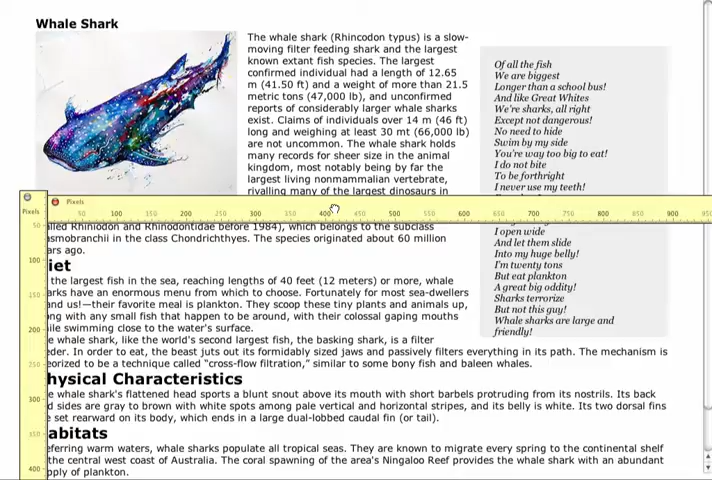 Whale Shark
The whale shark (Rhincodon typus) is a slow-
moving filter feeding shark and the largest
known extant fish species. The largest
confirmed individual had a length of 12.65
m (41.50 ft) and a weight of more than 21.5
metric tons (47,000 lb), and unconfirmed
reports of considerably larger whale sharks
exist. Claims of individuals over 14 m (46 ft)
long and weighing at least 30 mt (66,000 lb)
are not uncommon. The whale shark holds
many records for sheer size in the animal
kingdom, most notably being by far the
largest living nonmammalian vertebrate,
rivalling many of the largest dinosaurs in
Of all the fish
We are biggest
Longer than a school bus!
And like Great Whites
We're sharks, all right
Except not dangerous!
No need to hide
Swim by my side
You're way too big to eat!
I do not bite
To be forthright
I never use my teeth!
Pixels
50 100 150 200 250 300 350 400 450 500 550 600 650 700 750 800 850 900 950
Pixels
50
100
150
200
250
300
350
400
alled Rhiniodon and Rhinodontidae before 1984), which belongs to the subclass
asmobranchii in the class Chondrichthyes. The species originated about 60 million
ars ago.
I open wide
And let them slide
Into my huge belly!
I'm twenty tons
But eat plankton
A great big oddity!
Sharks terrorize
But not this guy!
Whale sharks are large and
friendly!
iet
the largest fish in the sea, reaching lengths of 40 feet (12 meters) or more, whale
arks have an enormous menu from which to choose. Fortunately for most sea-dwellers
and us!—their favorite meal is plankton. They scoop these tiny plants and animals up,
ong with any small fish that happen to be around, with their colossal gaping mouths
ile swimming close to the water's surface.
e whale shark, like the world's second largest fish, the basking shark, is a filter
eder. In order to eat, the beast juts out its formidably sized jaws and passively filters everything in its path. The mechanism is
eorized to be a technique called “cross-flow filtration,” similar to some bony fish and baleen whales.
hysical Characteristics
e whale shark's flattened head sports a blunt snout above its mouth with short barbels protruding from its nostrils. Its back
d sides are gray to brown with white spots among pale vertical and horizontal stripes, and its belly is white. Its two dorsal fins
e set rearward on its body, which ends in a large dual-lobbed caudal fin (or tail).
abitats
eferring warm waters, whale sharks populate all tropical seas. They are known to migrate every spring to the continental shelf
the central west coast of Australia. The coral spawning of the area's Ningaloo Reef provides the whale shark with an abundant
pply of plankton.